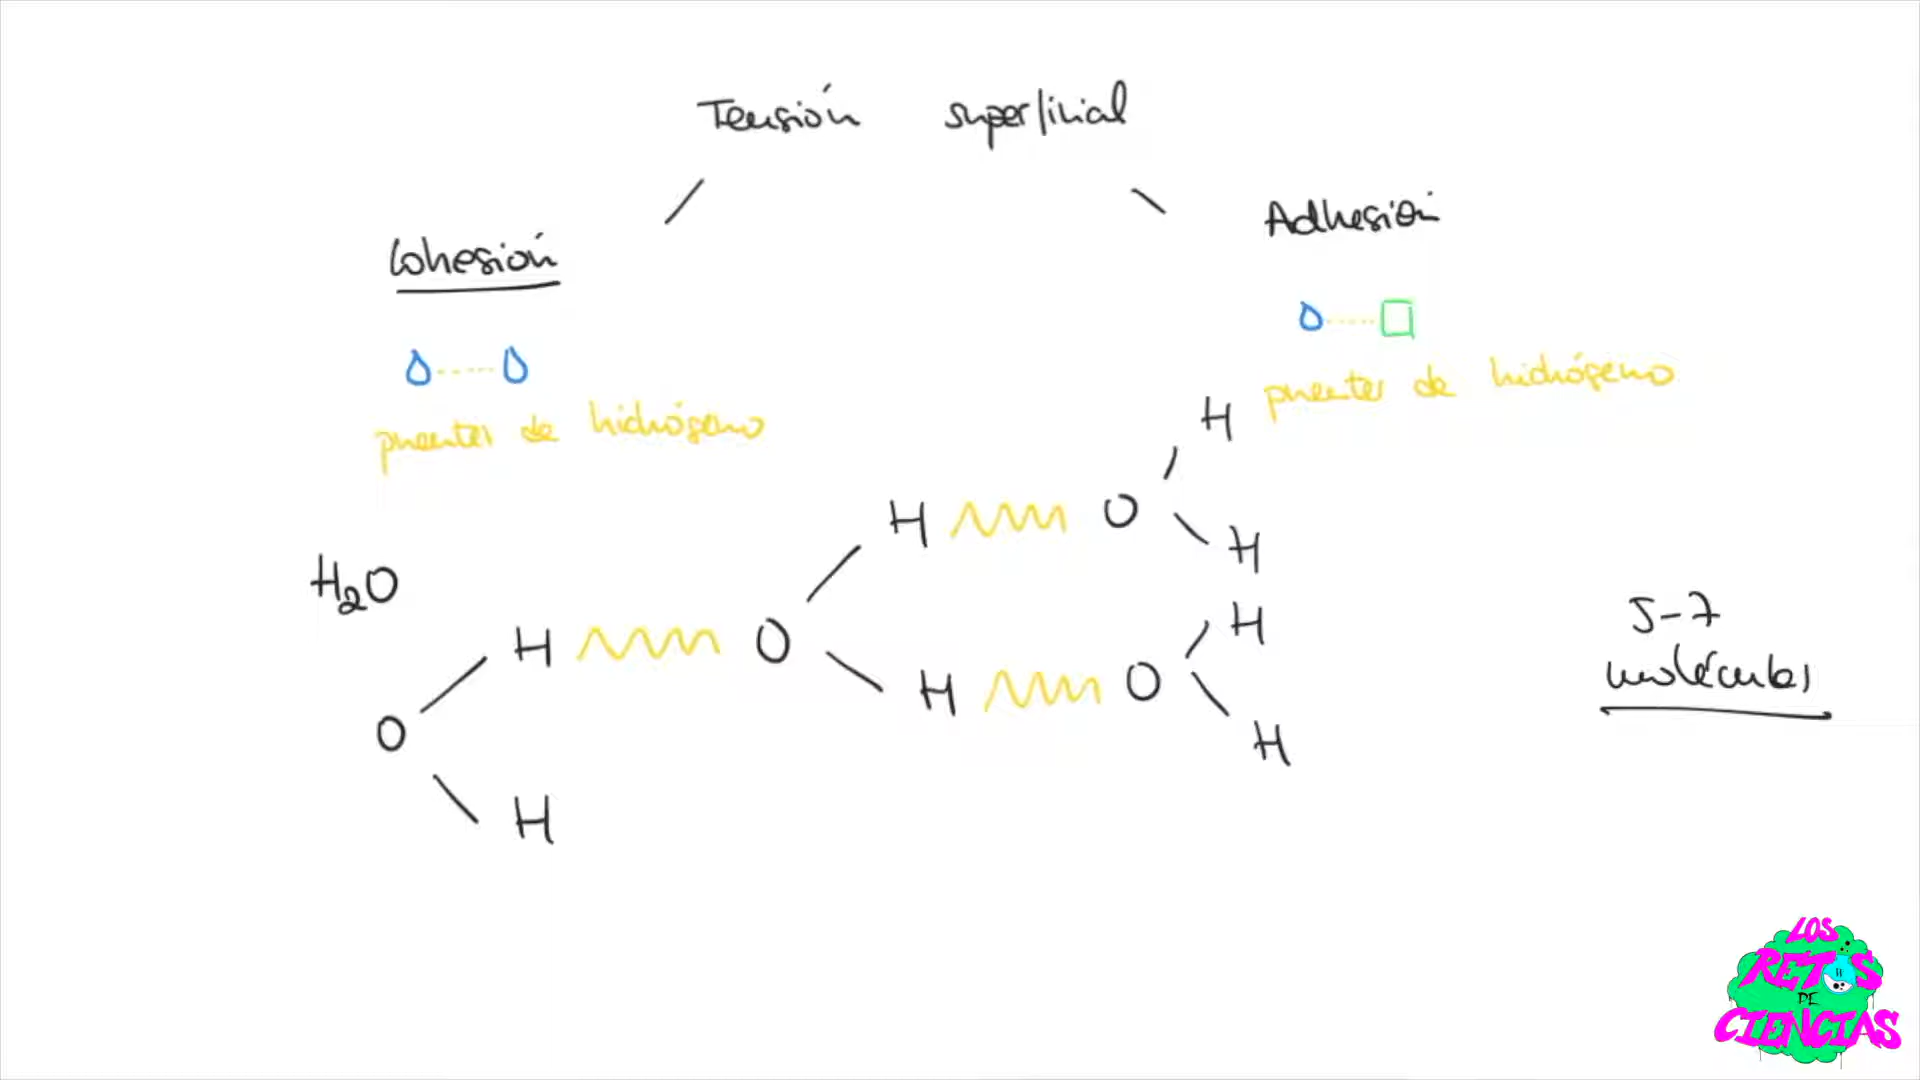 Tensión superficial
Cohesión
Adhesión
puentes de hidrógeno
puentes de hidrógeno
H
H O
H
H₂O
H O
H
H O
H
O
H
5-7
moléculas
LOS
RETOS
DE
CIENCIAS